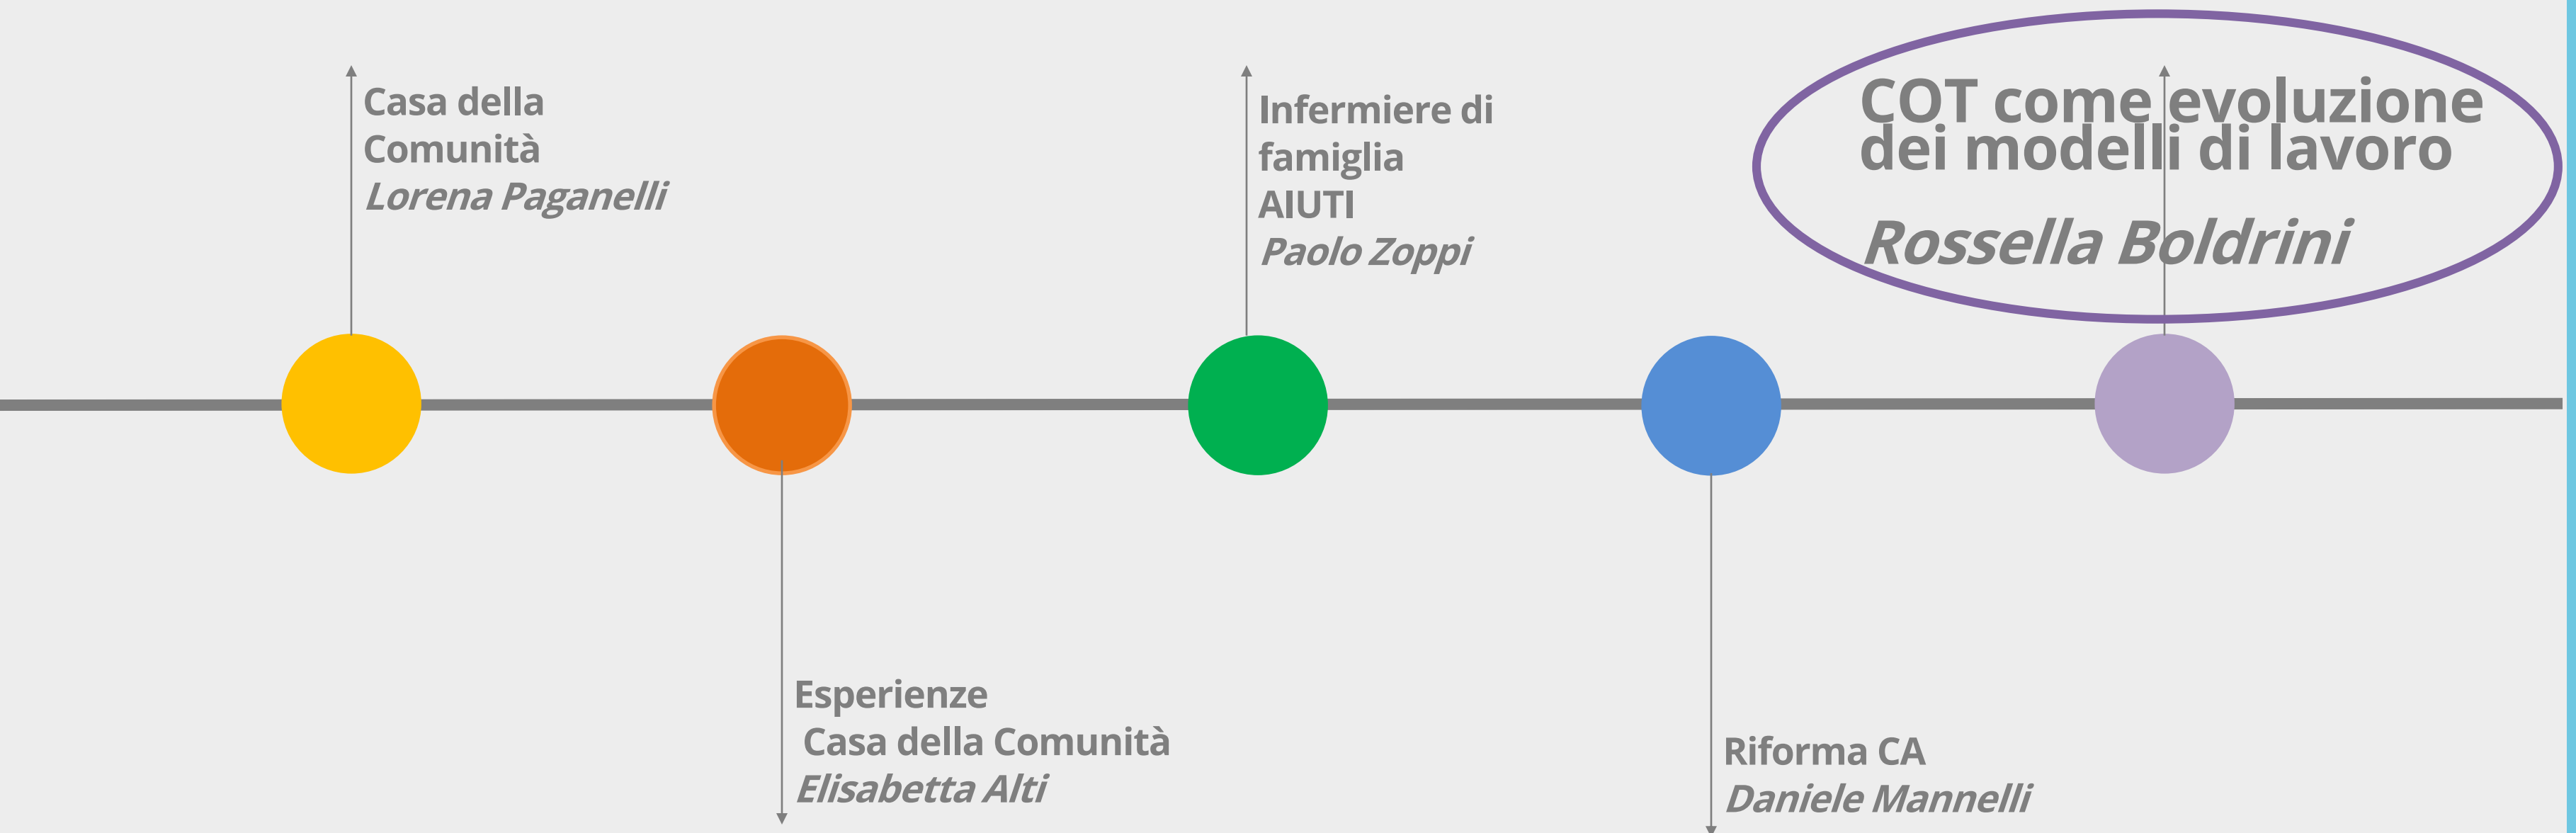 Casa della
Comunità
Lorena Paganelli
Esperienze
Casa della Comunità
Elisabetta Alti
Infermiere di
famiglia
AIUTI
Paolo Zoppi
Riforma CA
Daniele Mannelli
COT come evoluzione
dei modelli di lavoro
Rossella Boldrini